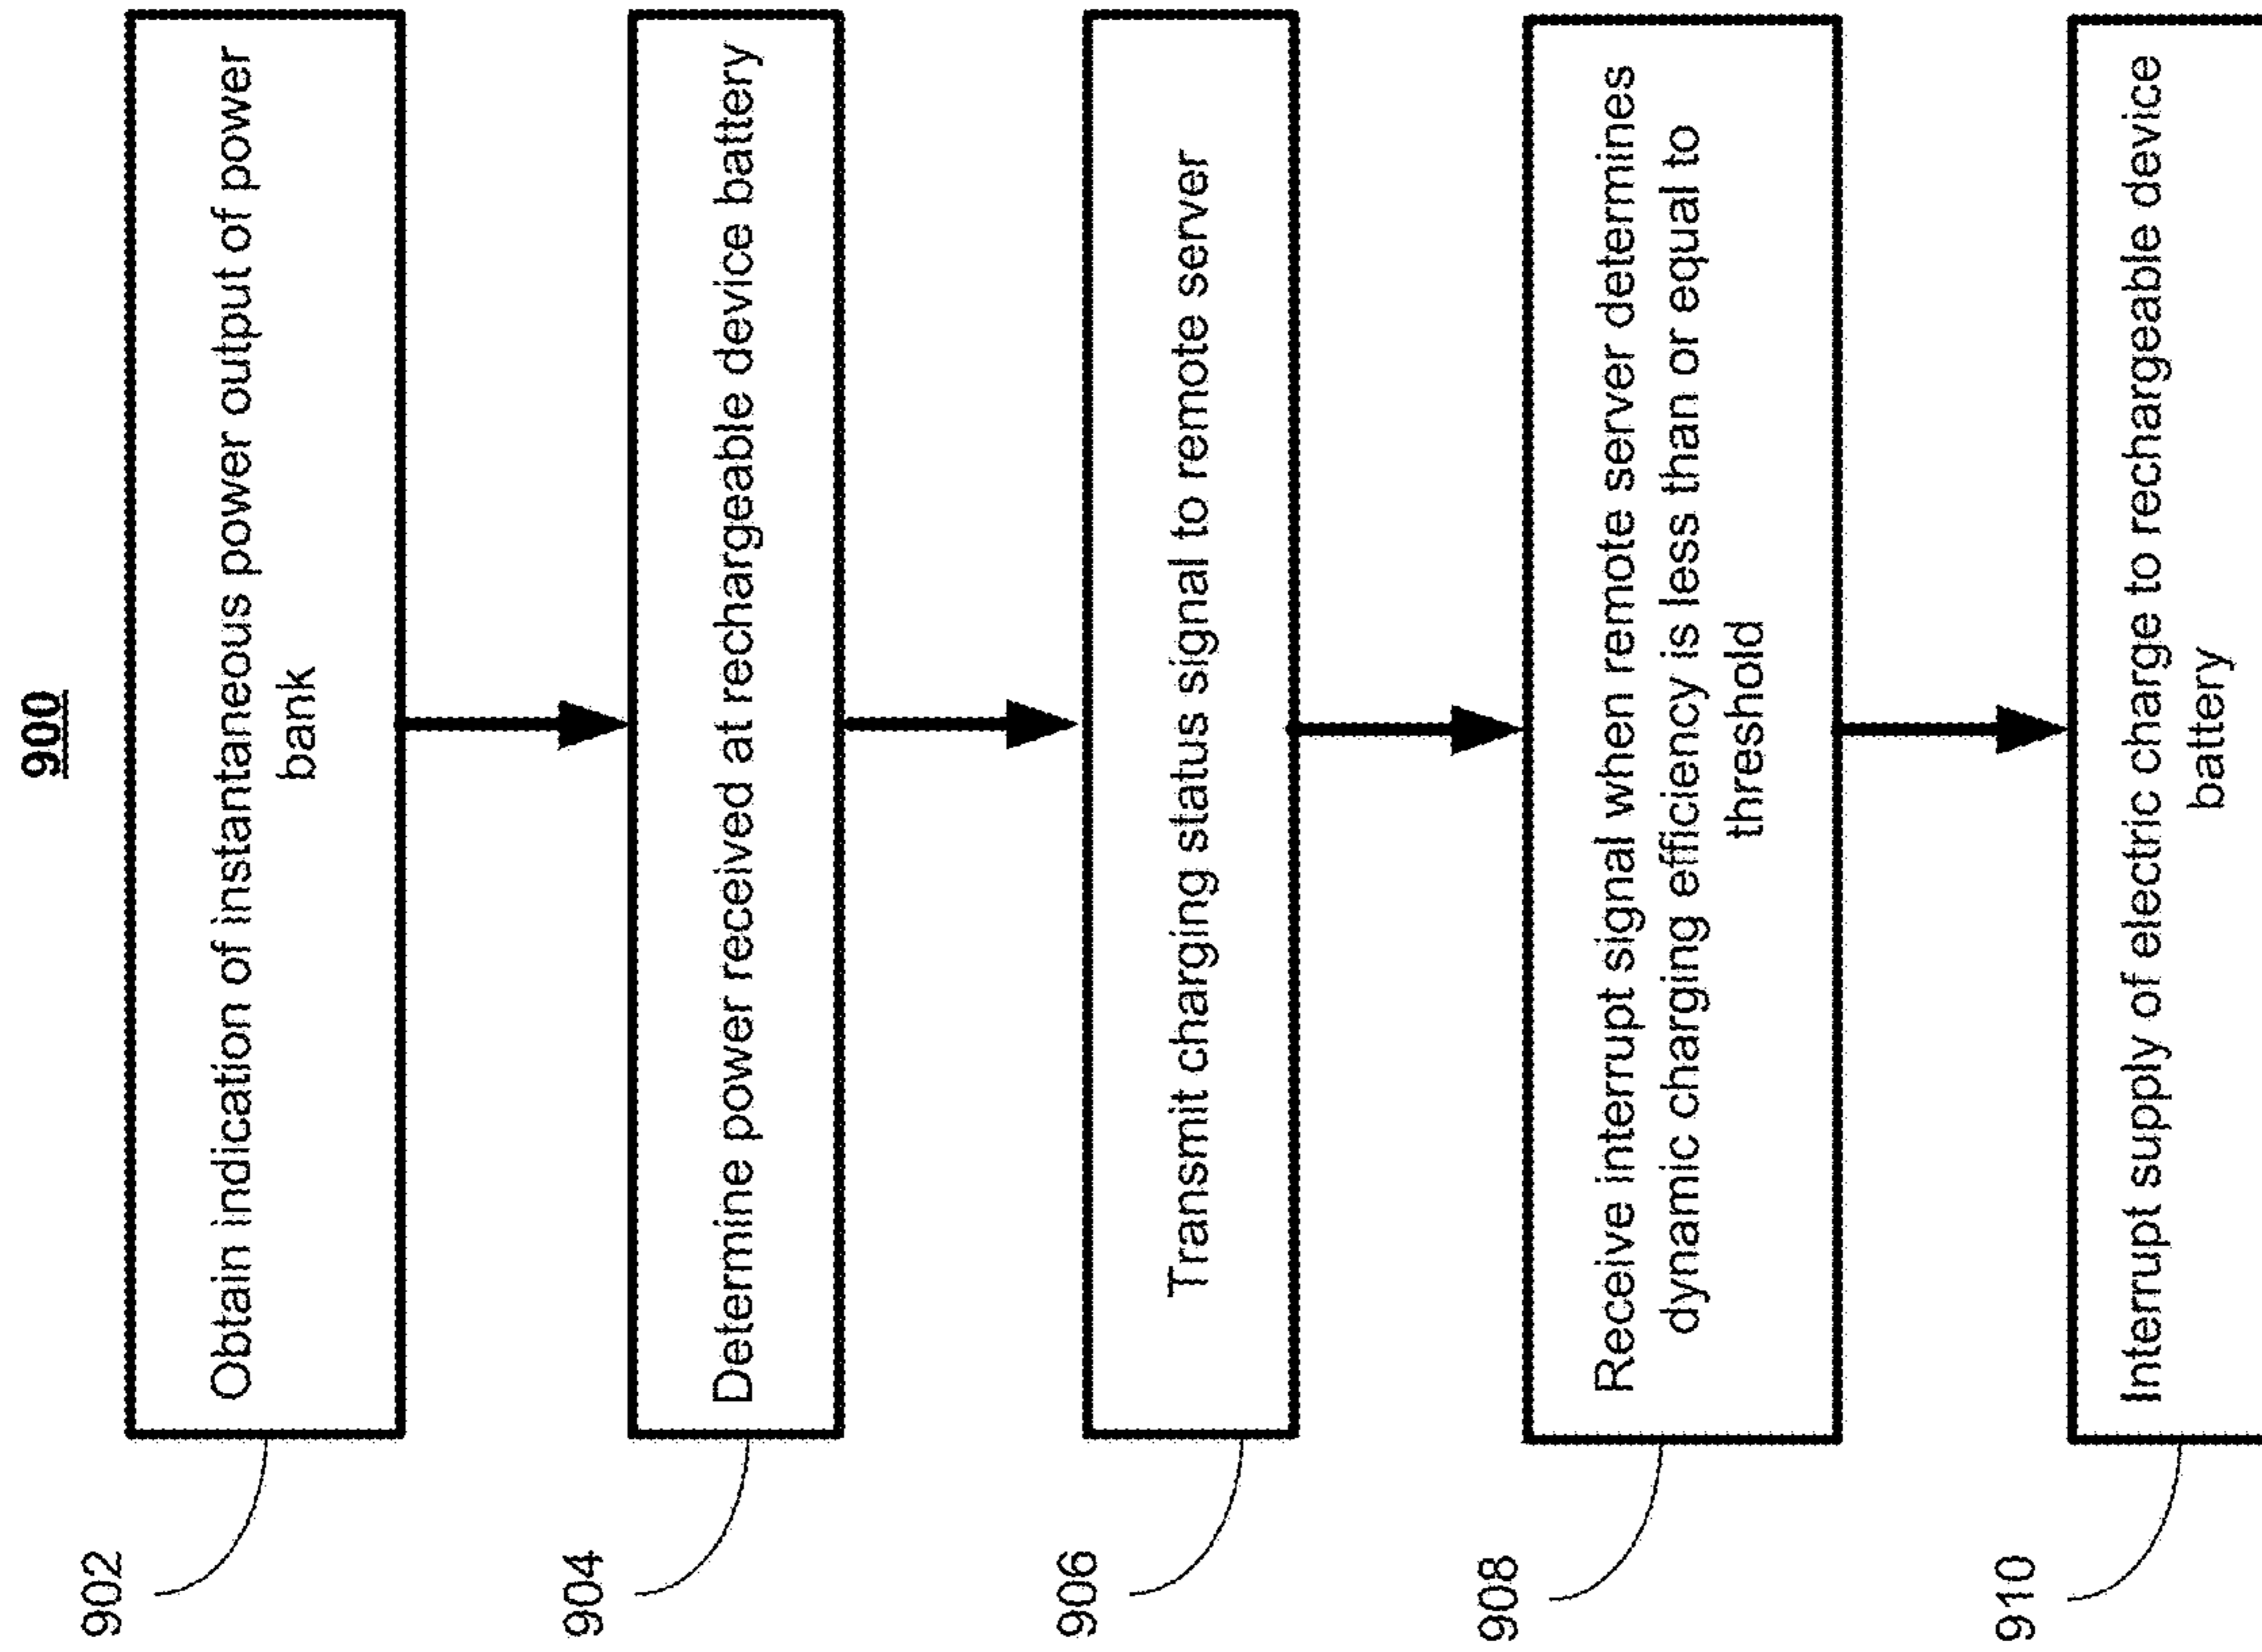 900
902
Obtain indication of instantaneous power output of power
bank
904
Determine power received at rechargeable device battery
906
Transmit charging status signal to remote server
908
Receive interrupt signal when remote server determines
dynamic charging efficiency is less than or equal to
threshold
910
Interrupt supply of electric charge to rechargeable device
battery